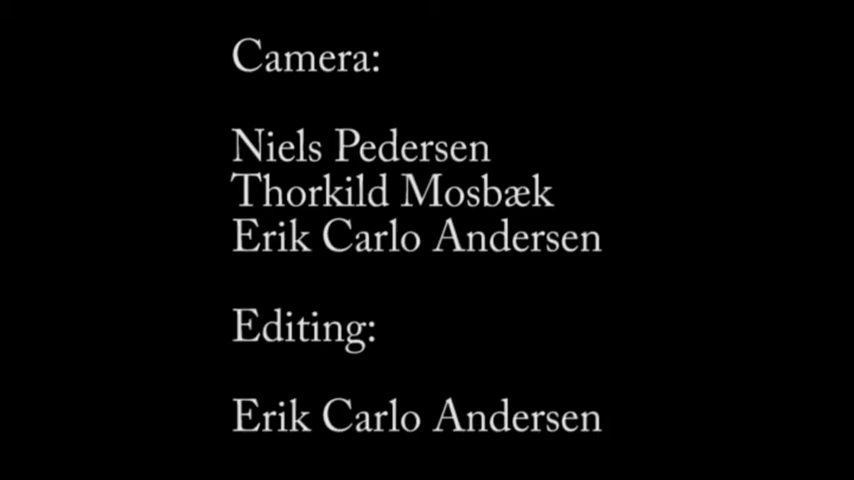 Camera:
Niels Pedersen
Thorkild Mosbæk
Erik Carlo Andersen
Editing:
Erik Carlo Andersen